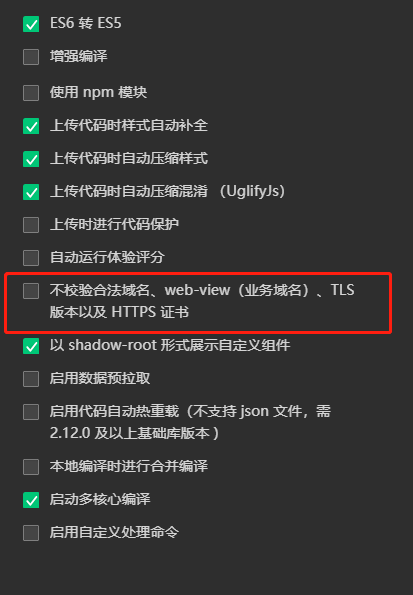 ES6 转 ES5
增强编译
使用 npm 模块
上传代码时样式自动补全
上传代码时自动压缩样式
上传代码时自动压缩混淆 （UglifyJs）
上传时进行代码保护
自动运行体验评分
不校验合法域名、web-view（业务域名）、TLS
版本以及 HTTPS 证书
以 shadow-root 形式展示自定义组件
启用数据预拉取
启用代码自动热重载（不支持 json 文件，需
2.12.0 及以上基础库版本 ）
本地编译时进行合并编译
启动多核心编译
启用自定义处理命令